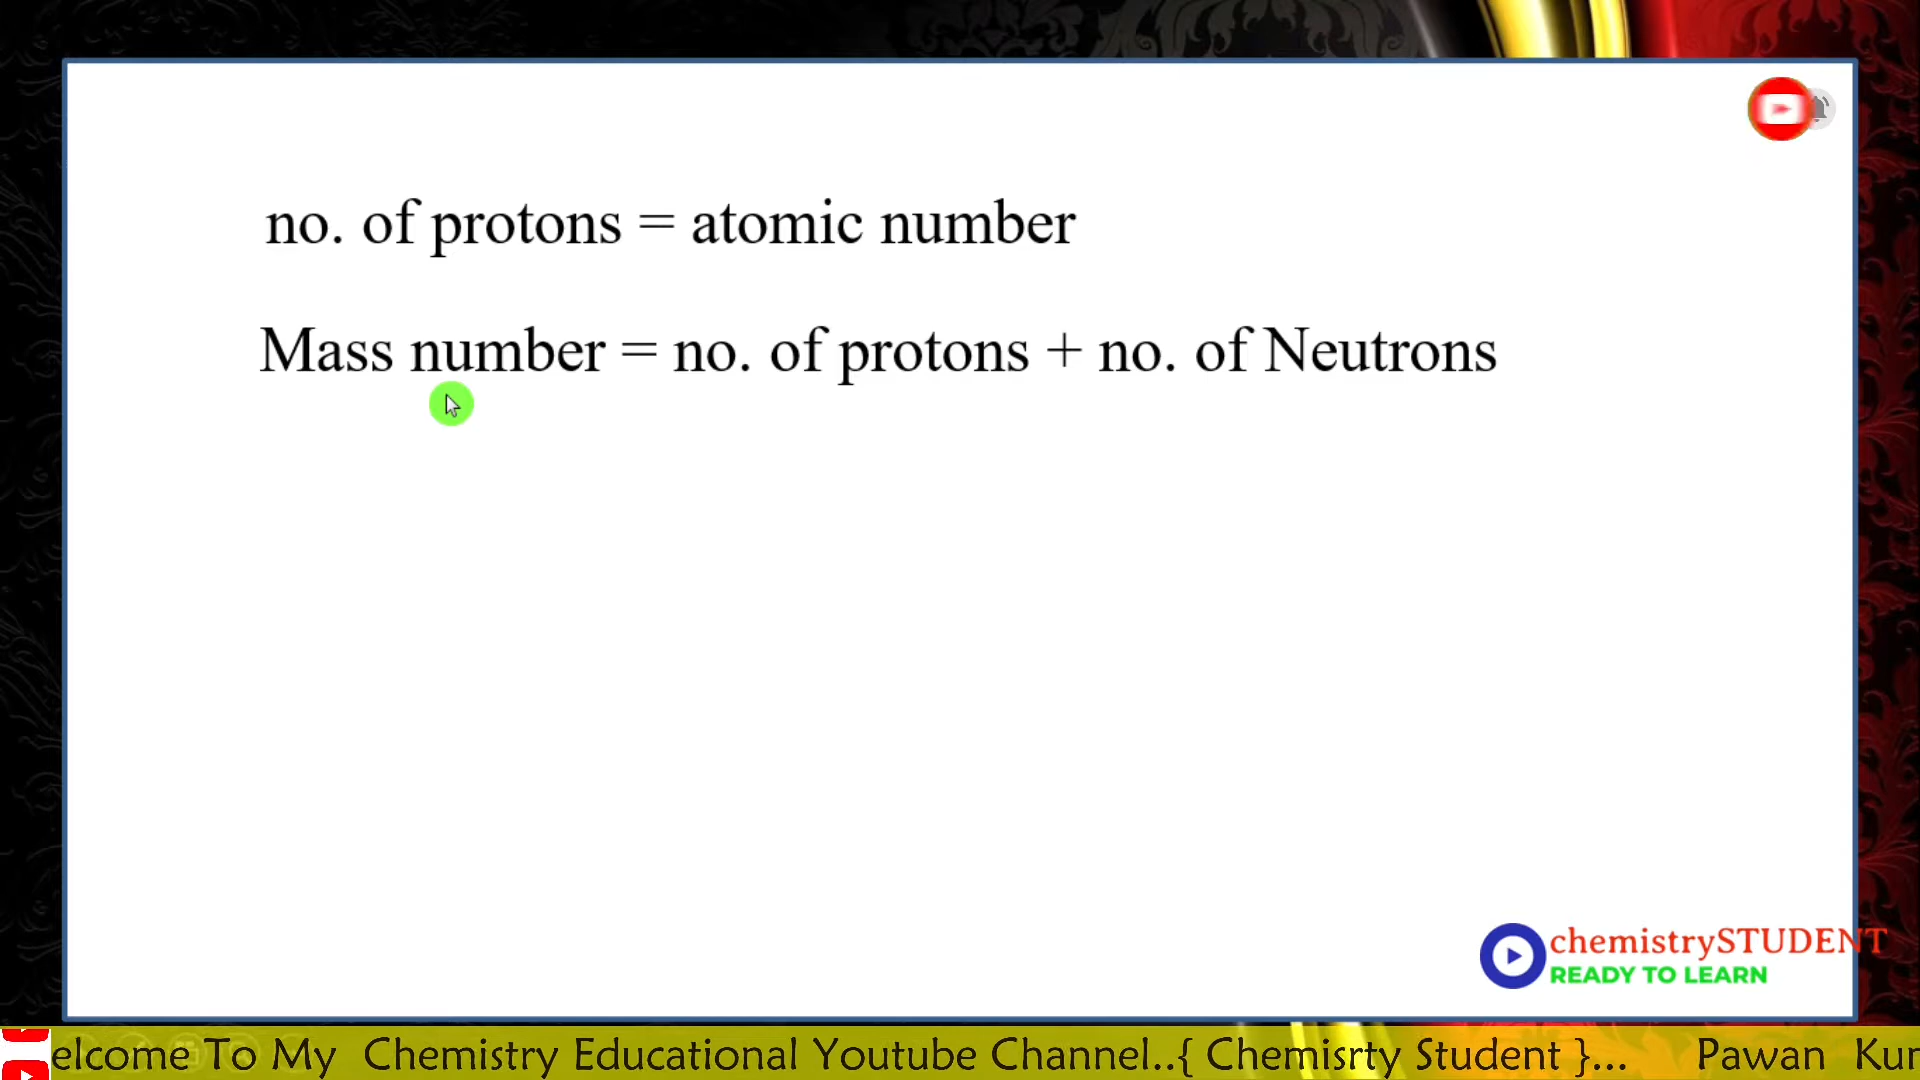 no. of protons = atomic number
Mass number = no. of protons + no. of Neutrons
chemistrySTUDENT
READY TO LEARN
elcome To My Chemistry Educational Youtube Channel..{ Chemisrty Student }... Pawan Kur